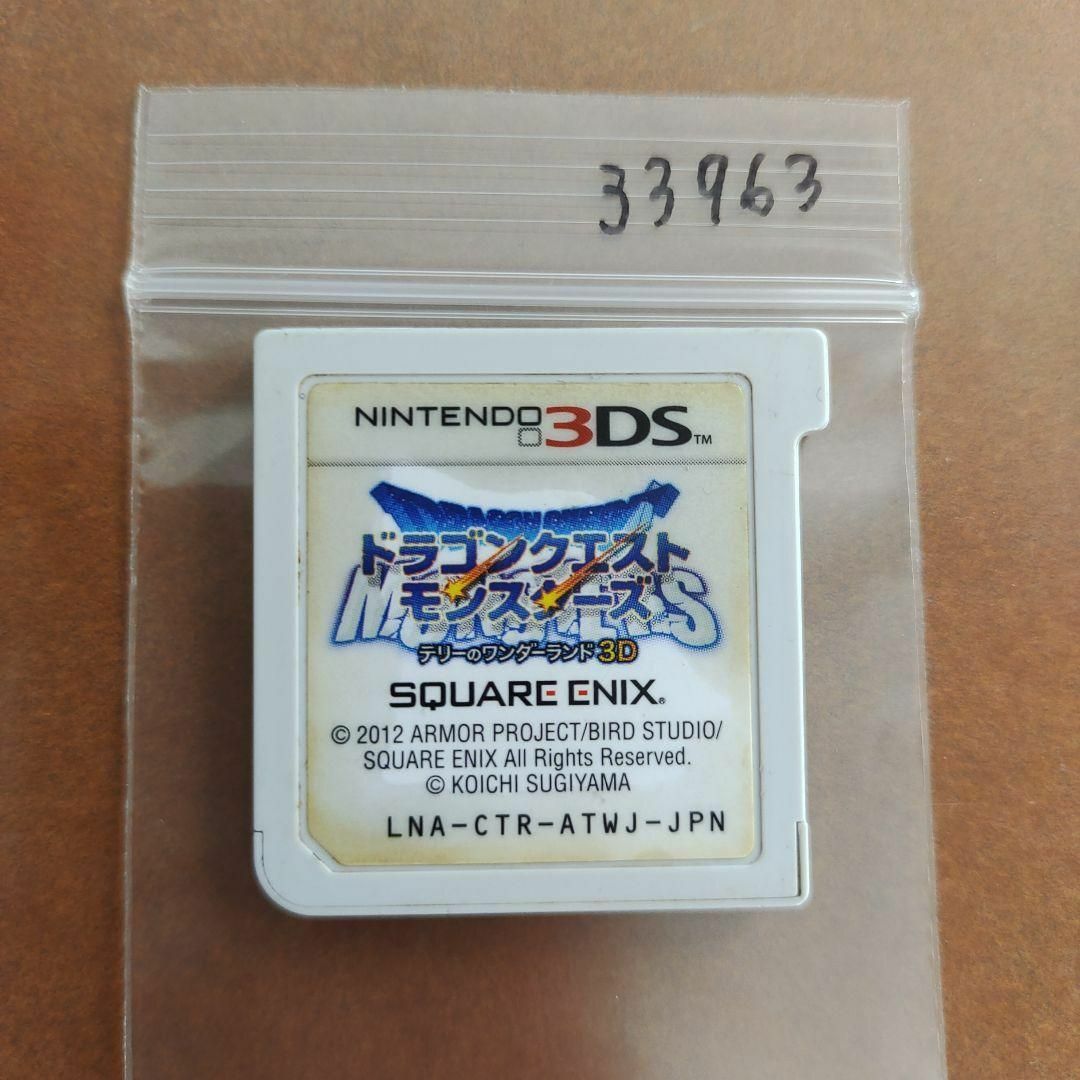 33963
NINTENDO 3DS™
ドラゴンクエスト
モンスターズ
テリーのワンダーランド3D
SQUARE ENIX®
© 2012 ARMOR PROJECT/BIRD STUDIO/
SQUARE ENIX All Rights Reserved.
© KOICHI SUGIYAMA
LNA-CTR-ATWJ-JPN